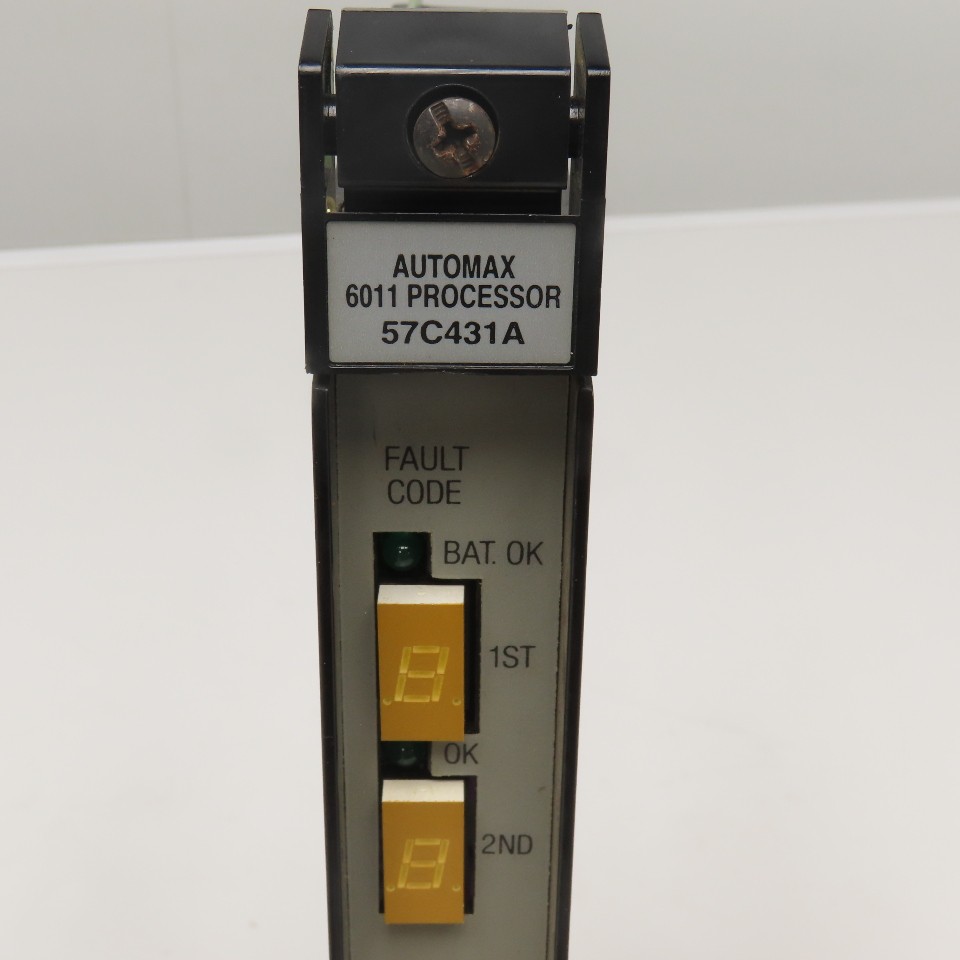 AUTOMAX
6011 PROCESSOR
57C431A
FAULT
CODE
BAT. OK
1ST
OK
2ND